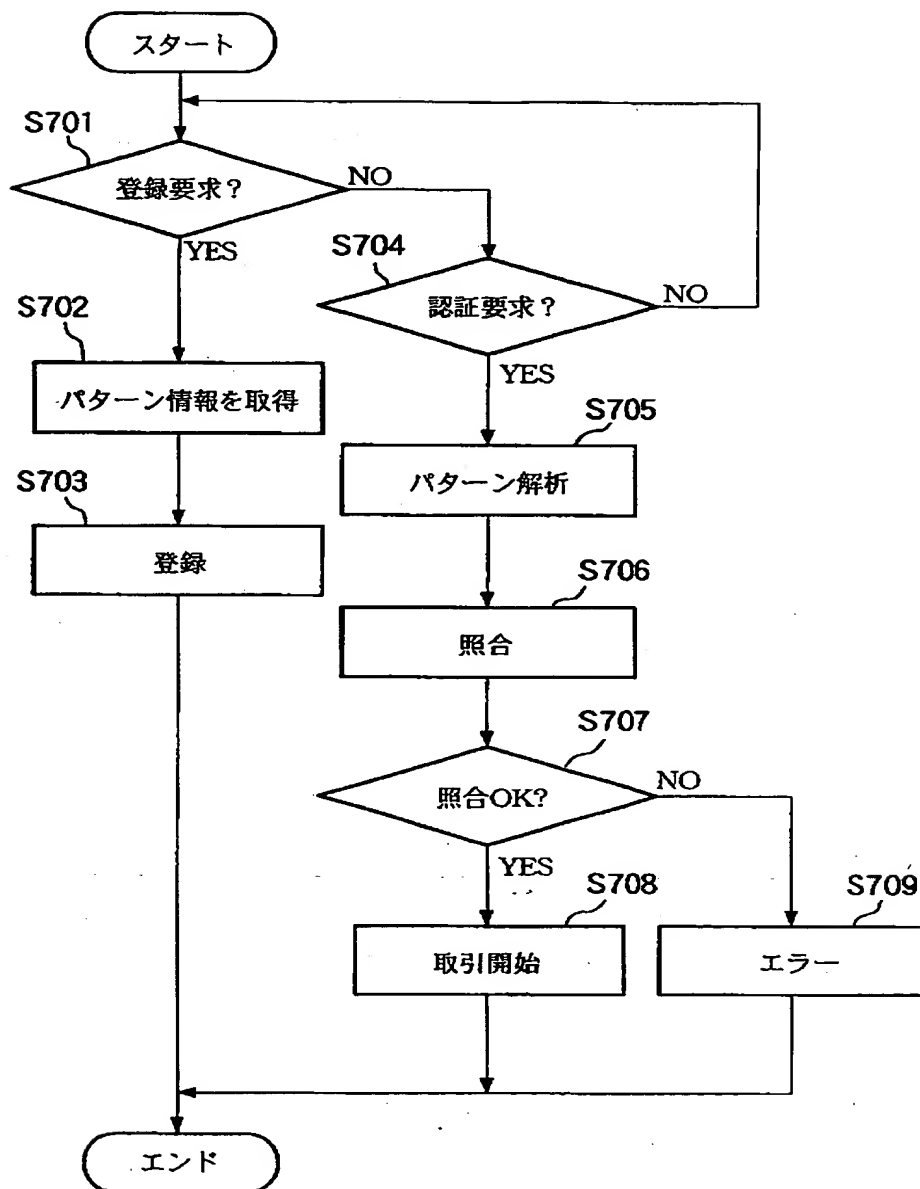 スタート
S701
登録要求?
NO
YES
S704
認証要求?
NO
YES
S702
パターン情報を取得
S705
パターン解析
S703
登録
S706
照合
S707
照合OK?
NO
YES
S708
取引開始
S709
エラー
エンド